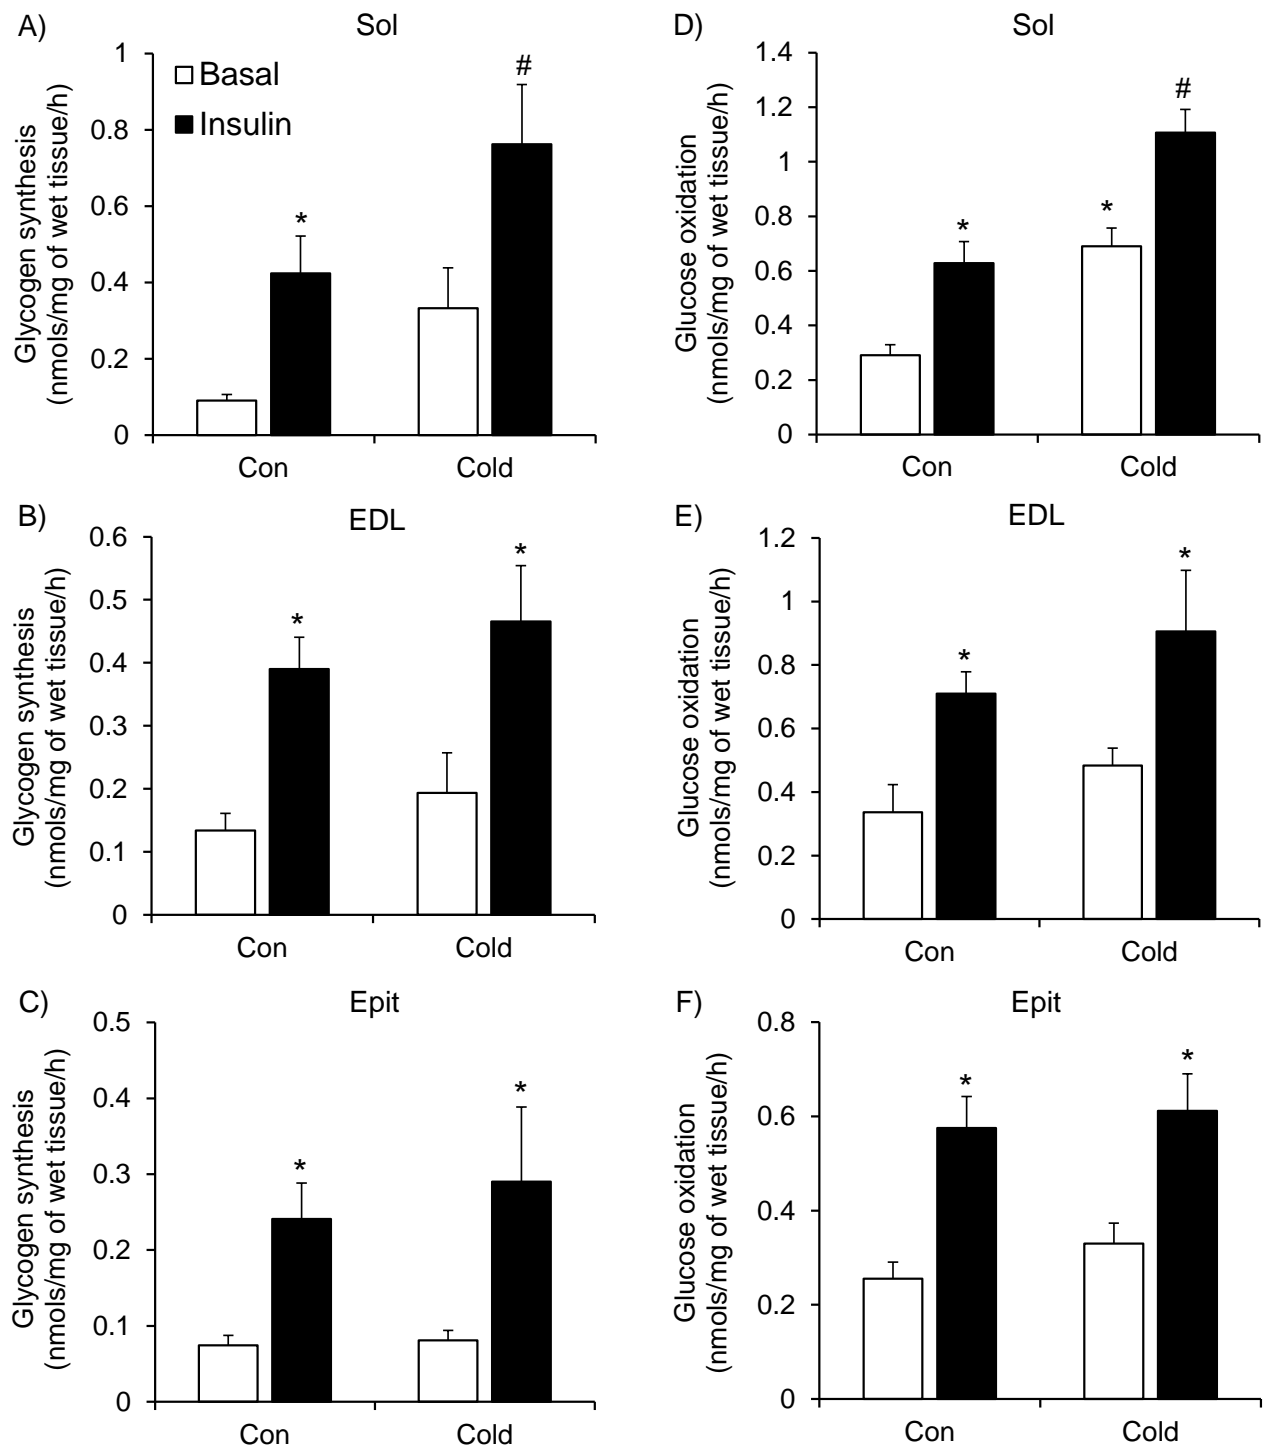 A)
Sol
Glycogen synthesis
(nmols/mg of wet tissue/h)
1
0.8
0.6
0.4
0.2
0
Basal
Insulin
*
#
Con
Cold
D)
Sol
Glucose oxidation
(nmols/mg of wet tissue/h)
1.4
1.2
1
0.8
0.6
0.4
0.2
0
*
*
#
Con
Cold
B)
EDL
Glycogen synthesis
(nmols/mg of wet tissue/h)
0.6
0.5
0.4
0.3
0.2
0.1
0
*
*
Con
Cold
E)
EDL
Glucose oxidation
(nmols/mg of wet tissue/h)
1.2
1
0.8
0.6
0.4
0.2
0
*
*
Con
Cold
C)
Epit
Glycogen synthesis
(nmols/mg of wet tissue/h)
0.5
0.4
0.3
0.2
0.1
0
*
*
Con
Cold
F)
Epit
Glucose oxidation
(nmols/mg of wet tissue/h)
0.8
0.6
0.4
0.2
0
*
*
Con
Cold